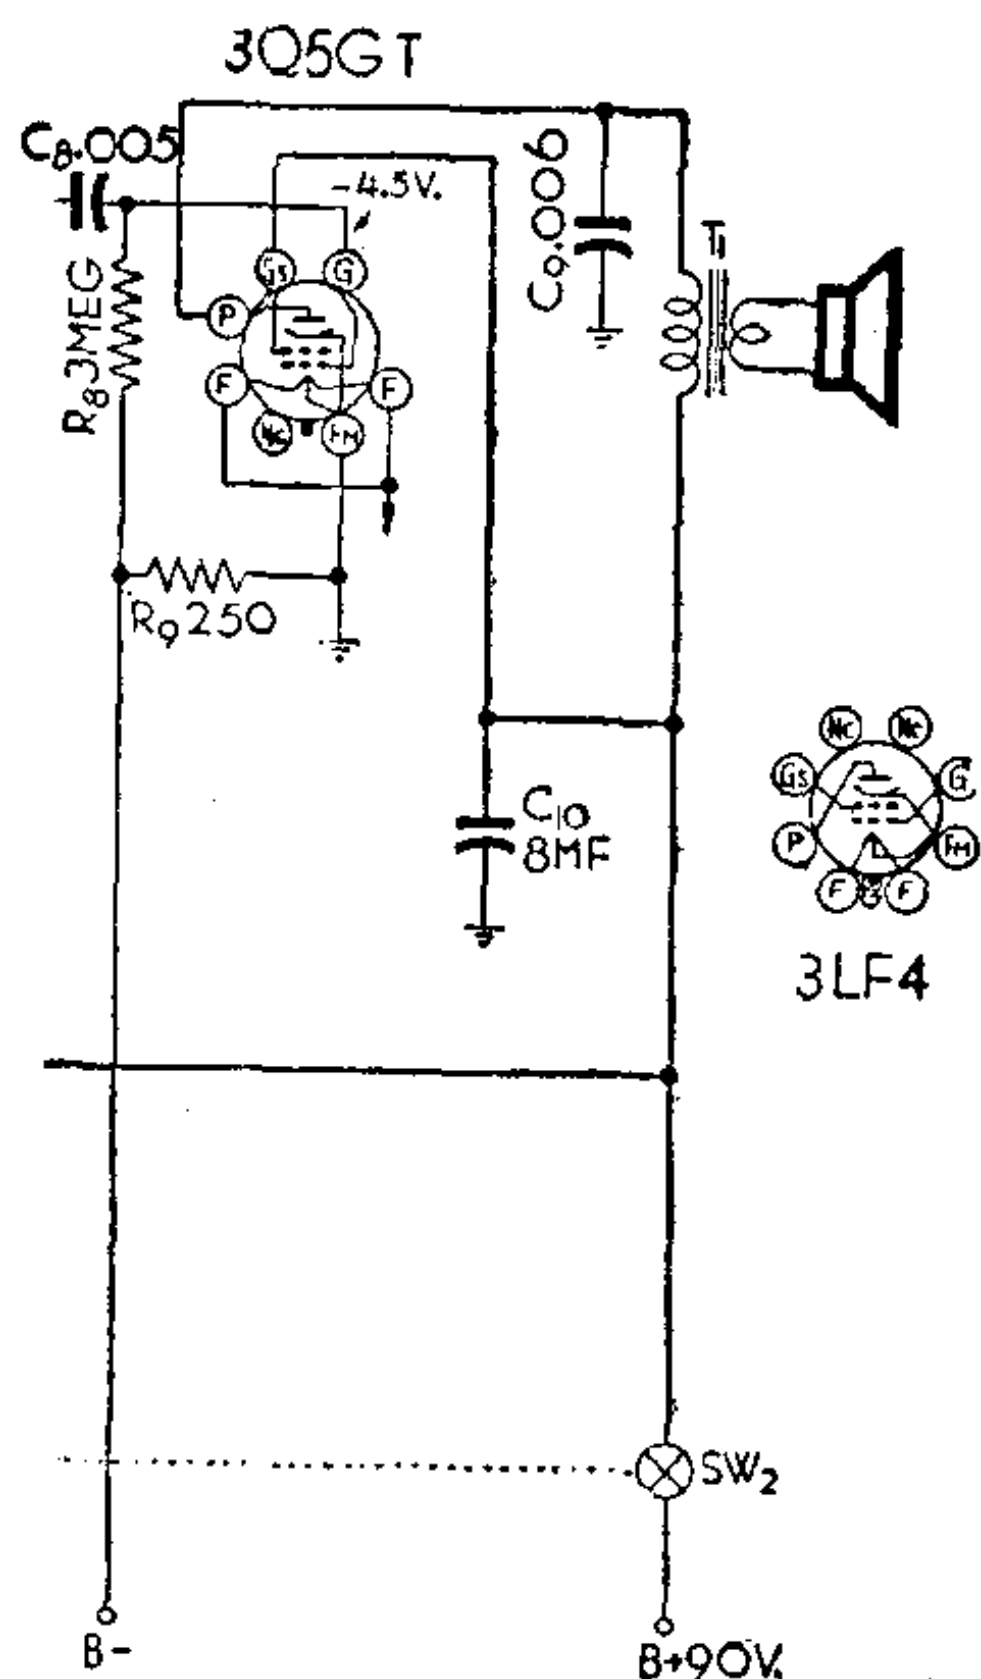 3Q5GT
C8.005
-4.5V.
C9.006
T1
Gs
G
P
R8 3MEG
F
F
Nc
FM
R9 250
Nc
Nc
Gs
G
C10
8MF
P
FM
F
F
3LF4
SW2
B-
B+90V.